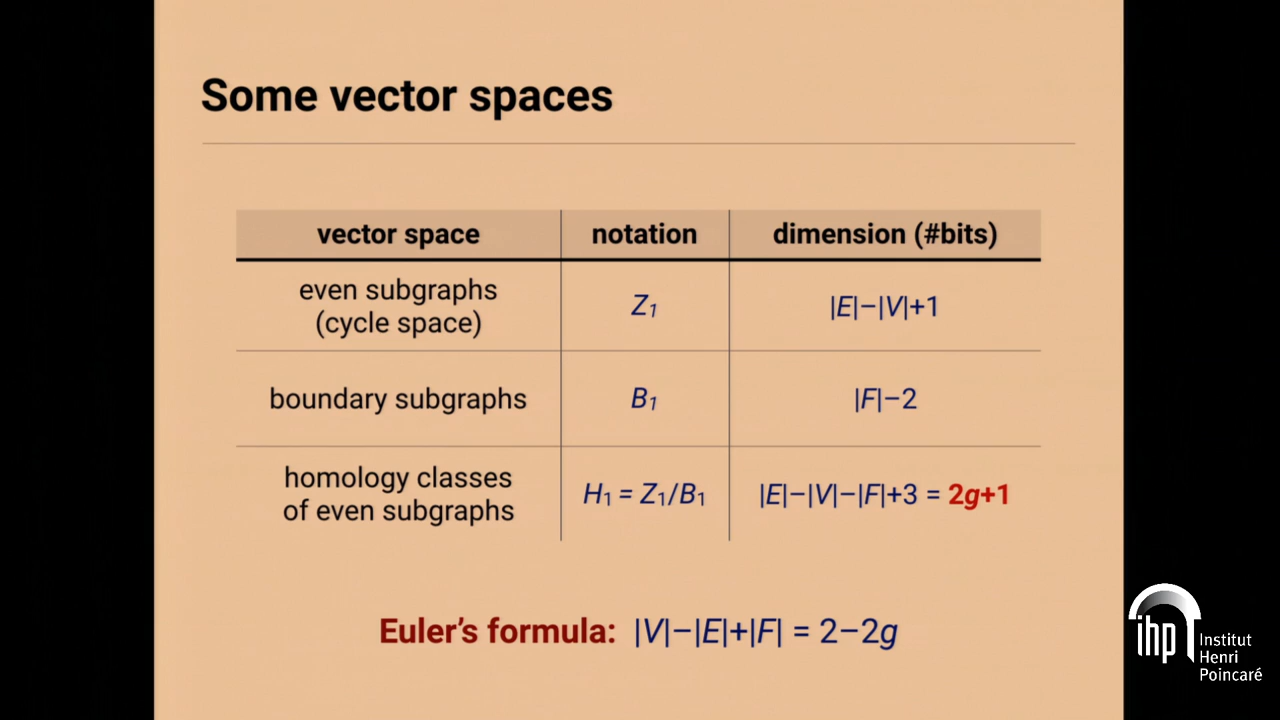 Some vector spaces
vector space notation dimension (#bits)
even subgraphs
(cycle space) Z₁ |E|−|V|+1
boundary subgraphs B₁ |F|−2
homology classes
of even subgraphs H₁ = Z₁/B₁ |E|−|V|−|F|+3 = 2g+1
Euler’s formula: |V|−|E|+|F| = 2−2g
ihp
Institut
Henri
Poincaré